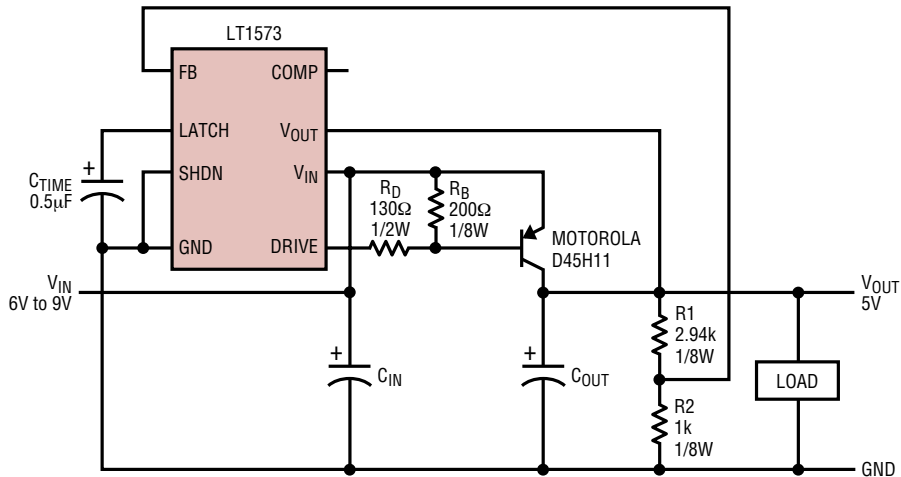 LT1573
FB
COMP
LATCH
VOUT
SHDN
VIN
GND
DRIVE
+
CTIME
0.5µF
RD
130Ω
1/2W
RB
200Ω
1/8W
MOTOROLA
D45H11
VIN
6V to 9V
VOUT
5V
+
CIN
+
COUT
R1
2.94k
1/8W
R2
1k
1/8W
LOAD
GND